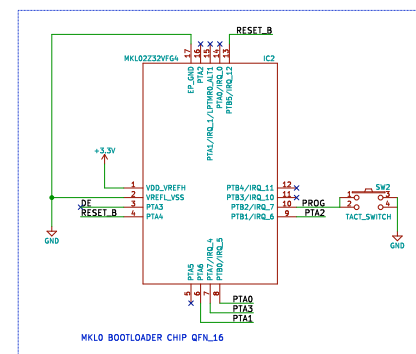 RESET_B
MKL02Z32VFG4
IC2
17
16
15
14
13
EP_GND
PTA2
PTA1/IRQ_1/LPTMR0_ALT1
PTA0/IRQ_0
PTB5/IRQ_12
+3.3V
1
VDD_VREFH
2
VREFL_VSS
DE
3
PTA3
RESET_B
4
PTA4
PTB4/IRQ_11
12
PTB3/IRQ_10
11
PTB2/IRQ_7
10
PROG
PTB1/IRQ_6
9
PTA2
SW2
1
3
2
4
TACT_SWITCH
GND
GND
PTA5
PTA6
PTA7/IRQ_4
PTB0/IRQ_5
5
6
7
8
PTA0
PTA3
PTA1
MKL0 BOOTLOADER CHIP QFN_16